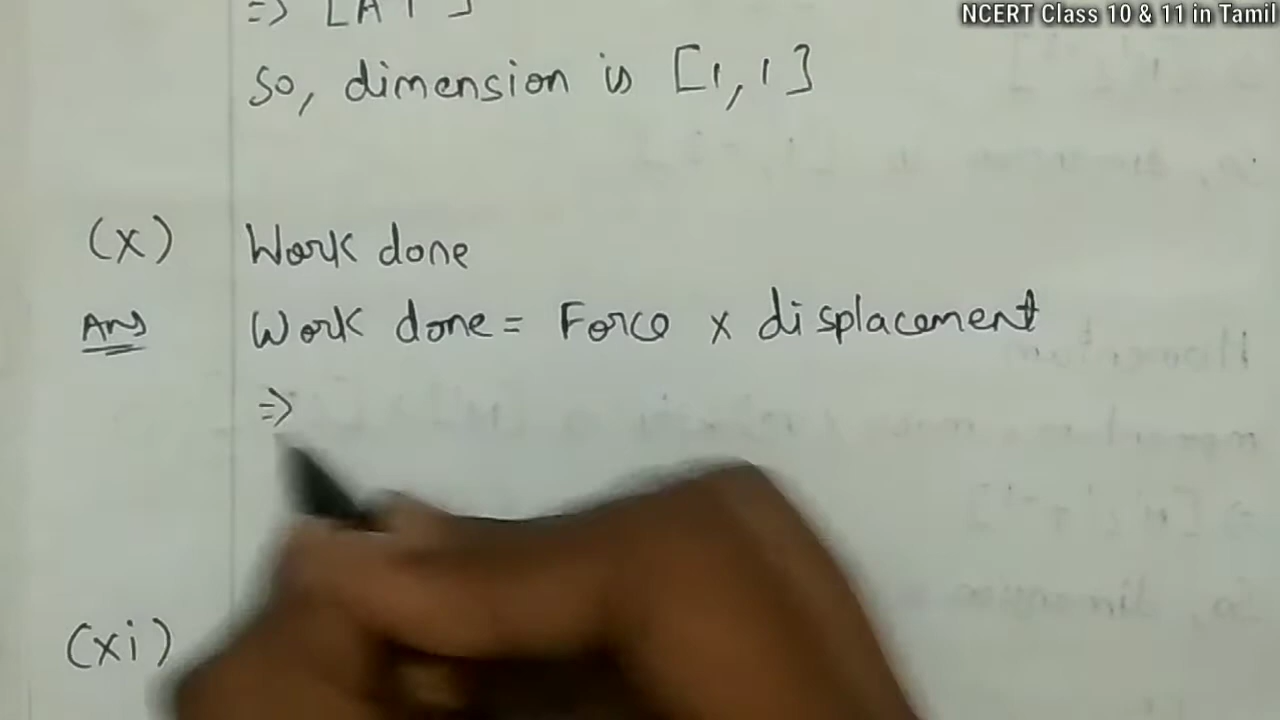 NCERT Class 10 & 11 in Tamil
=> [A T ]
So, dimension is [1, 1]
(x) Work done
Ans Work done = Force x displacement
=>
(xi)